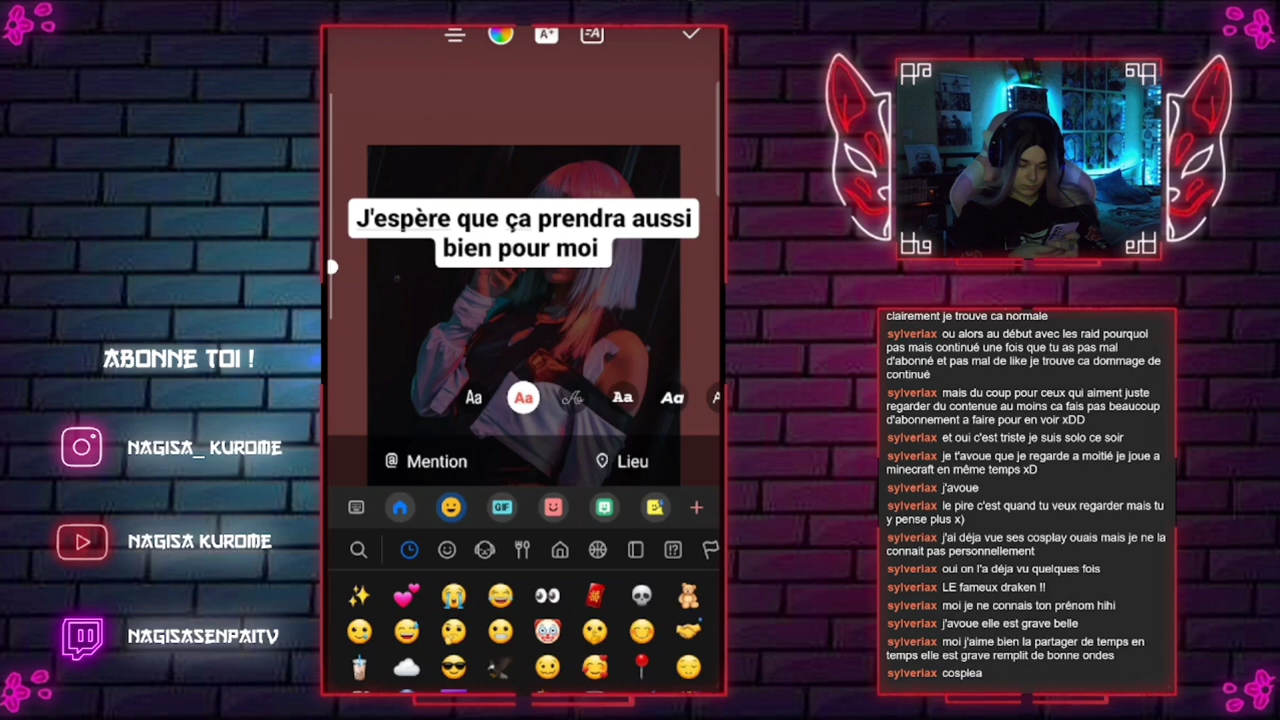 J'espère que ça prendra aussi
bien pour moi
Aa
Aa
Aa
Aa
Aa
Mention
Lieu
GIF
ABONNE TOI !
NAGISA_ KUROME
NAGISA KUROME
NAGISASENPAITV
clairement je trouve ca normale
sylveriax ou alors au début avec les raid pourquoi
pas mais continué une fois que tu as pas mal
d'abonné et pas mal de like je trouve ca dommage de
continué
sylveriax mais du coup pour ceux qui aiment juste
regarder du contenue au moins ca fais pas beaucoup
d'abonnement a faire pour en voir xDD
sylveriax et oui c'est triste je suis solo ce soir
sylveriax je t'avoue que je regarde a moitié je joue a
minecraft en même temps xD
sylveriax j'avoue
sylveriax le pire c'est quand tu veux regarder mais tu
y pense plus x)
sylveriax j'ai déja vue ses cosplay ouais mais je ne la
connait pas personnellement
sylveriax oui on l'a déja vu quelques fois
sylveriax LE fameux draken !!
sylveriax moi je ne connais ton prénom hihi
sylveriax j'avoue elle est grave belle
sylveriax moi j'aime bien la partager de temps en
temps elle est grave remplit de bonne ondes
sylveriax cosplea